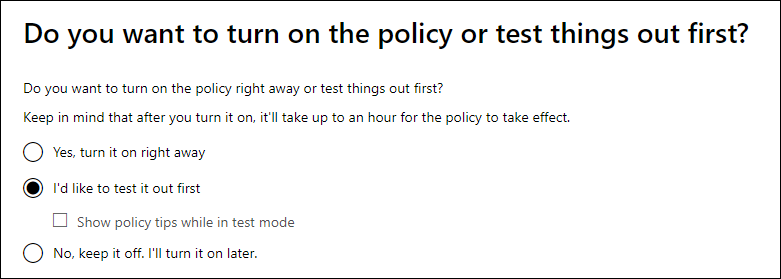 Do you want to turn on the policy or test things out first?
Do you want to turn on the policy right away or test things out first?
Keep in mind that after you turn it on, it'll take up to an hour for the policy to take effect.
Yes, turn it on right away
I'd like to test it out first
Show policy tips while in test mode
No, keep it off. I'll turn it on later.